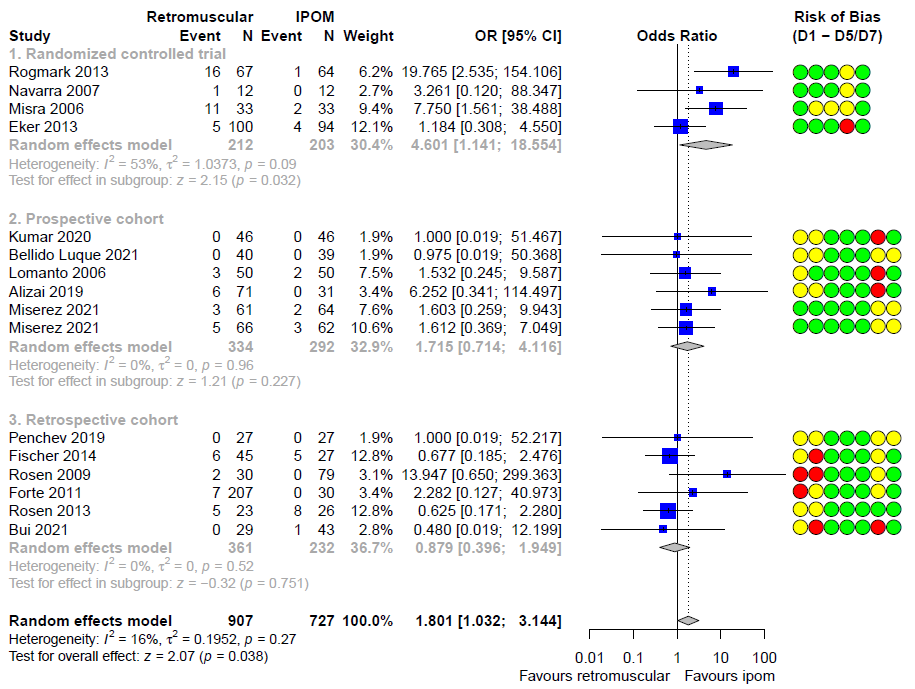 Retromuscular IPOM Risk of Bias
Study Event N Event N Weight OR [95% CI] Odds Ratio (D1 − D5/D7)
1. Randomized controlled trial
Rogmark 2013 16 67 1 64 6.2% 19.765 [2.535; 154.106]
Navarra 2007 1 12 0 12 2.7% 3.261 [0.120; 88.347]
Misra 2006 11 33 2 33 9.4% 7.750 [1.561; 38.488]
Eker 2013 5 100 4 94 12.1% 1.184 [0.308; 4.550]
Random effects model 212 203 30.4% 4.601 [1.141; 18.554]
Heterogeneity: I² = 53%, τ² = 1.0373, p = 0.09
Test for effect in subgroup: z = 2.15 (p = 0.032)
2. Prospective cohort
Kumar 2020 0 46 0 46 1.9% 1.000 [0.019; 51.467]
Bellido Luque 2021 0 40 0 39 1.9% 0.975 [0.019; 50.368]
Lomanto 2006 3 50 2 50 7.5% 1.532 [0.245; 9.587]
Alizai 2019 6 71 0 31 3.4% 6.252 [0.341; 114.497]
Miserez 2021 3 61 2 64 7.6% 1.603 [0.259; 9.943]
Miserez 2021 5 66 3 62 10.6% 1.612 [0.369; 7.049]
Random effects model 334 292 32.9% 1.715 [0.714; 4.116]
Heterogeneity: I² = 0%, τ² = 0, p = 0.96
Test for effect in subgroup: z = 1.21 (p = 0.227)
3. Retrospective cohort
Penchev 2019 0 27 0 27 1.9% 1.000 [0.019; 52.217]
Fischer 2014 6 45 5 27 12.8% 0.677 [0.185; 2.476]
Rosen 2009 2 30 0 79 3.1% 13.947 [0.650; 299.363]
Forte 2011 7 207 0 30 3.4% 2.282 [0.127; 40.973]
Rosen 2013 5 23 8 26 12.8% 0.625 [0.171; 2.280]
Bui 2021 0 29 1 43 2.8% 0.480 [0.019; 12.199]
Random effects model 361 232 36.7% 0.879 [0.396; 1.949]
Heterogeneity: I² = 0%, τ² = 0, p = 0.52
Test for effect in subgroup: z = −0.32 (p = 0.751)
Random effects model 907 727 100.0% 1.801 [1.032; 3.144]
Heterogeneity: I² = 16%, τ² = 0.1952, p = 0.27
Test for overall effect: z = 2.07 (p = 0.038)
0.01 0.1 1 10 100
Favours retromuscular Favours ipom